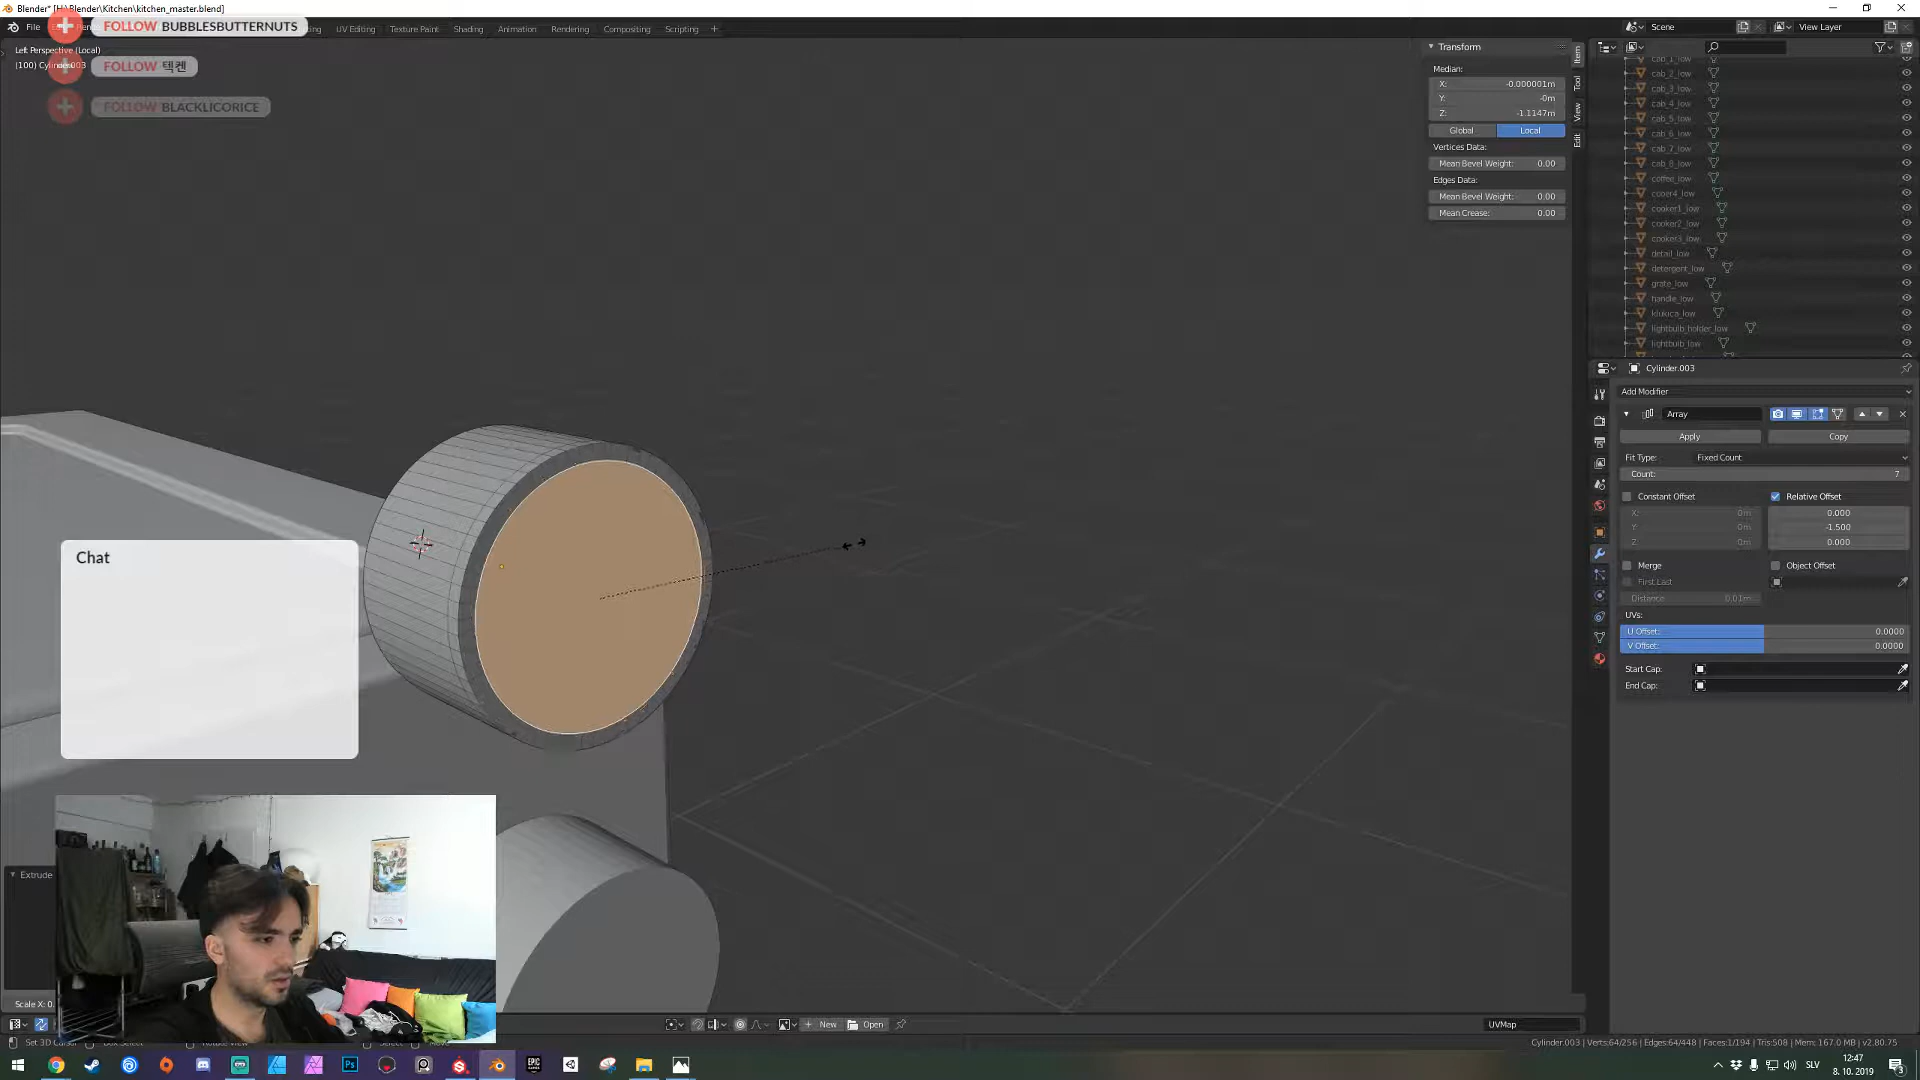 Blender* [H:\Blender\Kitchen\kitchen_master.blend]
FOLLOW BUBBLESBUTTERNUTS
File
UV Editing
Texture Paint
Shading
Animation
Rendering
Compositing
Scripting
Scene
View Layer
Left Perspective (Local)
(100) Cylinder.003
FOLLOW 텍켄
FOLLOW BLACKLICORICE
Transform
Median:
X: -0.000001m
Y: -0m
Z: -1.1147m
Global
Local
Vertices Data:
Mean Bevel Weight: 0.00
Edges Data:
Mean Bevel Weight: 0.00
Mean Crease: 0.00
Item
Tool
View
Edit
cab_1_low
cab_2_low
cab_3_low
cab_4_low
cab_5_low
cab_6_low
cab_7_low
cab_8_low
coffee_low
cooer4_low
cooker1_low
cooker2_low
cooker3_low
detail_low
detergent_low
grate_low
handle_low
klukica_low
lightbulb_holder_low
lightbulb_low
Cylinder.003
Add Modifier
Array
Apply
Copy
Fit Type:
Fixed Count
Count: 7
Constant Offset
Relative Offset
X: 0m
0.000
Y: 0m
-1.500
Z: 0m
0.000
Merge
Object Offset
First Last
Distance 0.01m
UVs:
U Offset: 0.0000
V Offset: 0.0000
Start Cap:
End Cap:
Chat
Extrude
Scale X: 0.
New
Open
UVMap
Set 3D Cursor
Box Select
Rotate View
Select
Move
Cylinder.003 | Verts:64/256 | Edges:64/448 | Faces:1/194 | Tris:508 | Mem: 167.0 MB | v2.80.75
SLV
12:47
8. 10. 2019
3